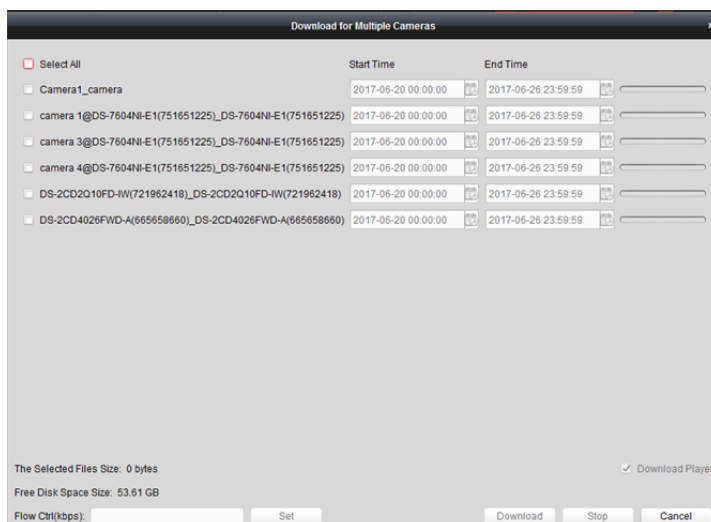 Download for Multiple Cameras
Select All Start Time End Time
Camera1_camera 2017-06-20 00:00:00 2017-06-26 23:59:59
camera 1@DS-7604NI-E1(751651225)_DS-7604NI-E1(751651225) 2017-06-20 00:00:00 2017-06-26 23:59:59
camera 3@DS-7604NI-E1(751651225)_DS-7604NI-E1(751651225) 2017-06-20 00:00:00 2017-06-26 23:59:59
camera 4@DS-7604NI-E1(751651225)_DS-7604NI-E1(751651225) 2017-06-20 00:00:00 2017-06-26 23:59:59
DS-2CD2Q10FD-IW(721962418)_DS-2CD2Q10FD-IW(721962418) 2017-06-20 00:00:00 2017-06-26 23:59:59
DS-2CD4026FWD-A(665658660)_DS-2CD4026FWD-A(665658660) 2017-06-20 00:00:00 2017-06-26 23:59:59
The Selected Files Size: 0 bytes Download Player
Free Disk Space Size: 53.61 GB
Flow Ctrl(kbps): Set Download Stop Cancel